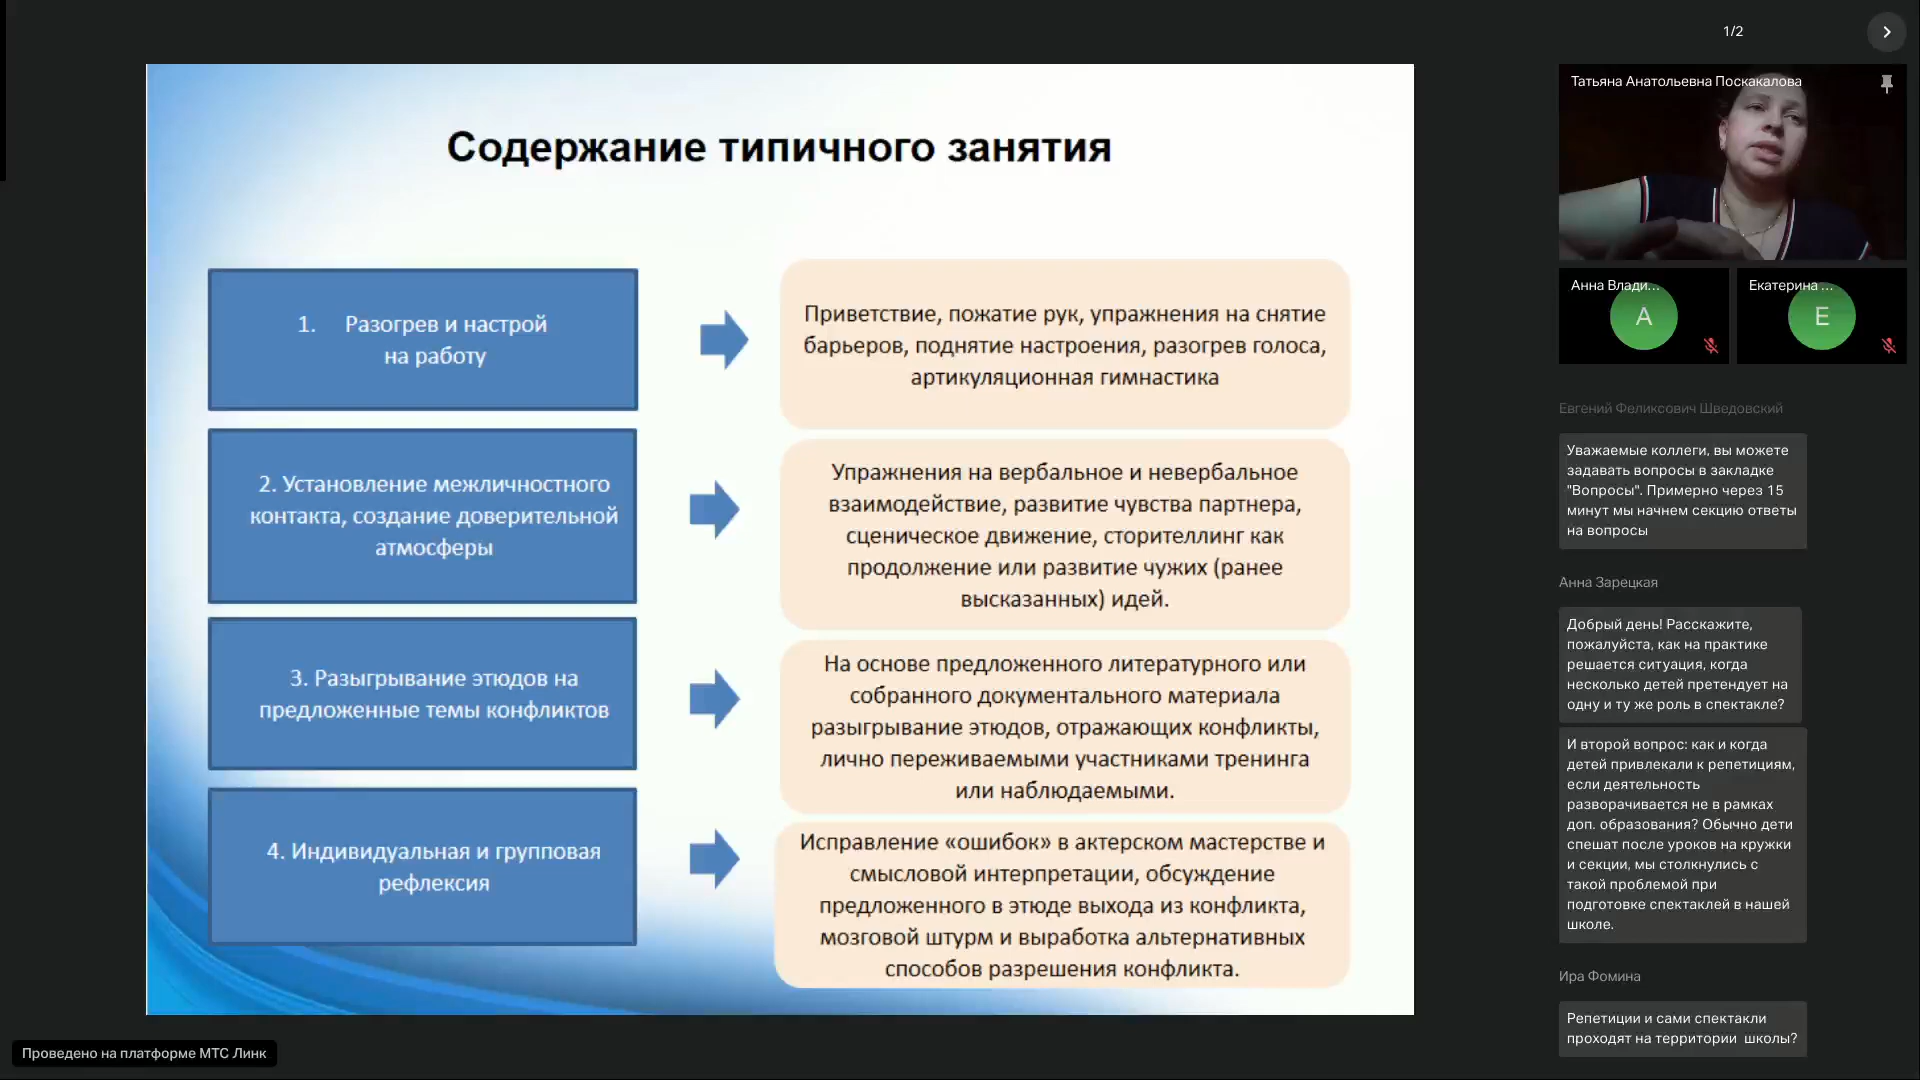 1/2
Содержание типичного занятия
1. Разогрев и настрой
на работу
Приветствие, пожатие рук, упражнения на снятие
барьеров, поднятие настроения, разогрев голоса,
артикуляционная гимнастика
2. Установление межличностного
контакта, создание доверительной
атмосферы
Упражнения на вербальное и невербальное
взаимодействие, развитие чувства партнера,
сценическое движение, сторителлинг как
продолжение или развитие чужих (ранее
высказанных) идей.
3. Разыгрывание этюдов на
предложенные темы конфликтов
На основе предложенного литературного или
собранного документального материала
разыгрывание этюдов, отражающих конфликты,
лично переживаемыми участниками тренинга
или наблюдаемыми.
4. Индивидуальная и групповая
рефлексия
Исправление «ошибок» в актерском мастерстве и
смысловой интерпретации, обсуждение
предложенного в этюде выхода из конфликта,
мозговой штурм и выработка альтернативных
способов разрешения конфликта.
Татьяна Анатольевна Поскакалова
Анна Влади...
А
Екатерина ...
Е
Евгений Феликсович Шведовский
Уважаемые коллеги, вы можете
задавать вопросы в закладке
"Вопросы". Примерно через 15
минут мы начнем секцию ответы
на вопросы
Анна Зарецкая
Добрый день! Расскажите,
пожалуйста, как на практике
решается ситуация, когда
несколько детей претендует на
одну и ту же роль в спектакле?
И второй вопрос: как и когда
детей привлекали к репетициям,
если деятельность
разворачивается не в рамках
доп. образования? Обычно дети
спешат после уроков на кружки
и секции, мы столкнулись с
такой проблемой при
подготовке спектаклей в нашей
школе.
Ира Фомина
Репетиции и сами спектакли
проходят на территории школы?
Проведено на платформе МТС Линк